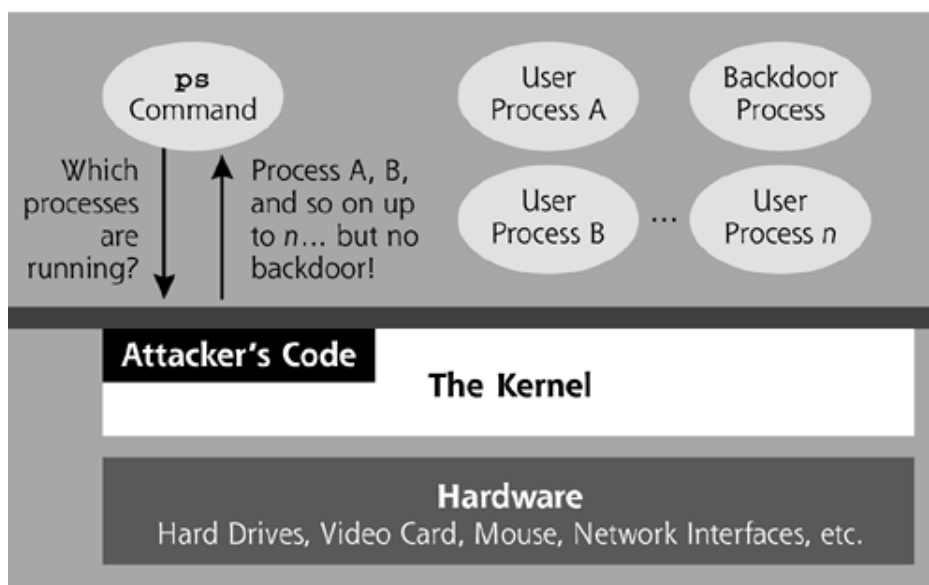 ps
Command
User
Process A
Backdoor
Process
Which
processes
are
running?
Process A, B,
and so on up
to n... but no
backdoor!
User
Process B
...
User
Process n
Attacker's Code
The Kernel
Hardware
Hard Drives, Video Card, Mouse, Network Interfaces, etc.